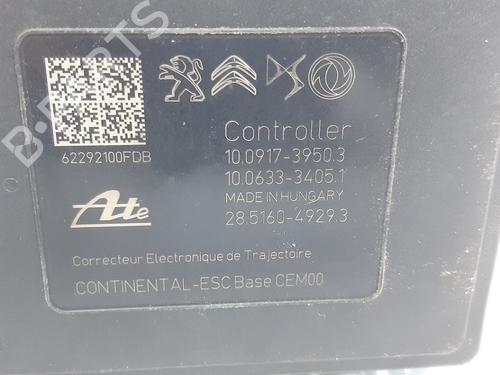 62292100FDB
Controller
10.0917-3950.3
10.0633-3405.1
MADE IN HUNGARY
28.5160-4929.3
Ate
Correcteur Electronique de Trajectoire
CONTINENTAL-ESC Base CEM00
B-PARTS